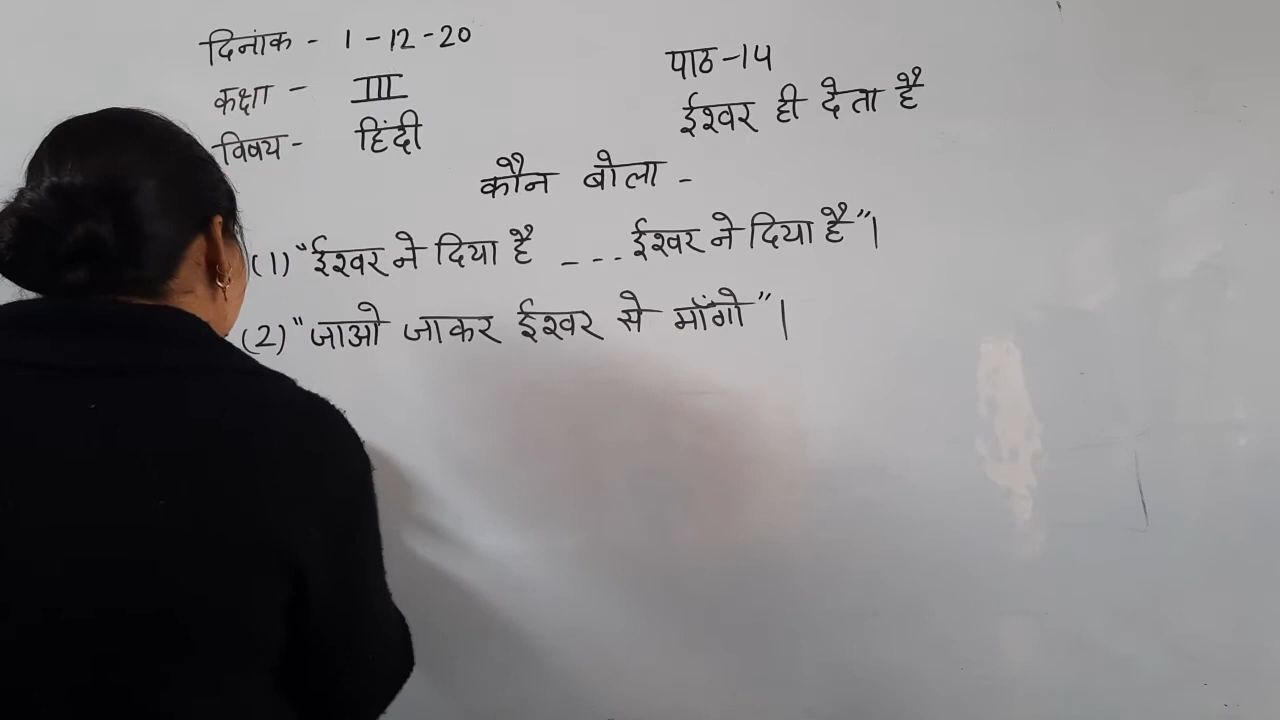 दिनांक - 1-12-20
पाठ-14
कक्षा - III
ईश्वर ही देता है
विषय- हिंदी
कौन बोला -
(1) "ईश्वर ने दिया है ---ईश्वर ने दिया है"।
(2) "जाओ जाकर ईश्वर से माँगो"।